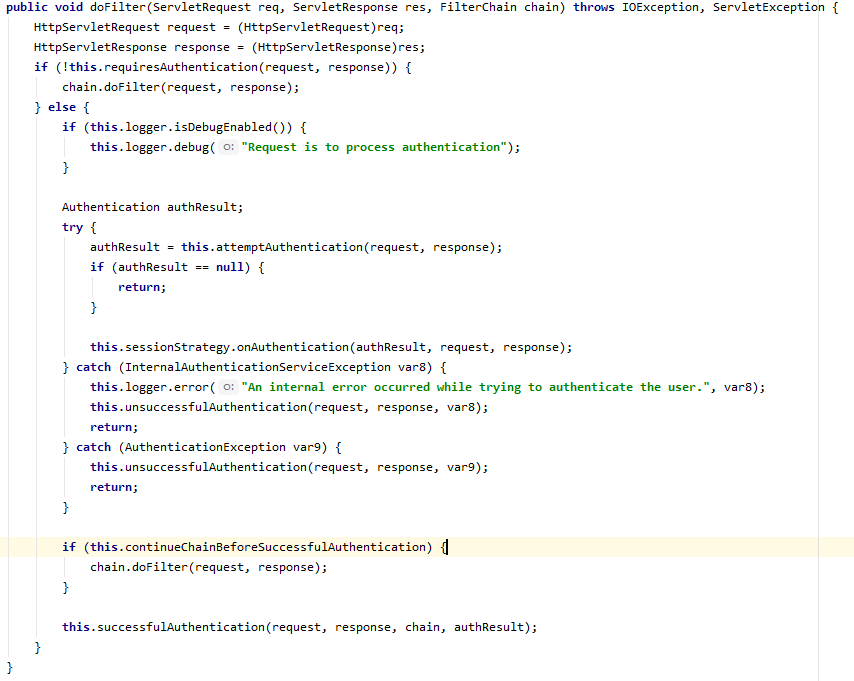 public void doFilter(ServletRequest req, ServletResponse res, FilterChain chain) throws IOException, ServletException {
    HttpServletRequest request = (HttpServletRequest)req;
    HttpServletResponse response = (HttpServletResponse)res;
    if (!this.requiresAuthentication(request, response)) {
        chain.doFilter(request, response);
    } else {
        if (this.logger.isDebugEnabled()) {
            this.logger.debug( o: "Request is to process authentication");
        }

        Authentication authResult;
        try {
            authResult = this.attemptAuthentication(request, response);
            if (authResult == null) {
                return;
            }

            this.sessionStrategy.onAuthentication(authResult, request, response);
        } catch (InternalAuthenticationServiceException var8) {
            this.logger.error( o: "An internal error occurred while trying to authenticate the user.", var8);
            this.unsuccessfulAuthentication(request, response, var8);
            return;
        } catch (AuthenticationException var9) {
            this.unsuccessfulAuthentication(request, response, var9);
            return;
        }

        if (this.continueChainBeforeSuccessfulAuthentication) {
            chain.doFilter(request, response);
        }

        this.successfulAuthentication(request, response, chain, authResult);
    }
}